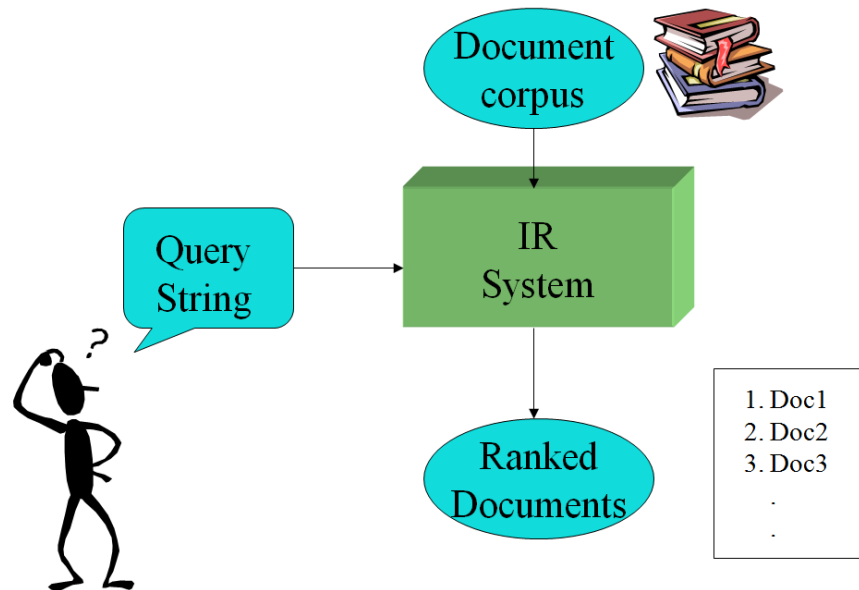 Document
corpus
IR
System
Query
String
?
Ranked
Documents
1. Doc1
2. Doc2
3. Doc3
.
.